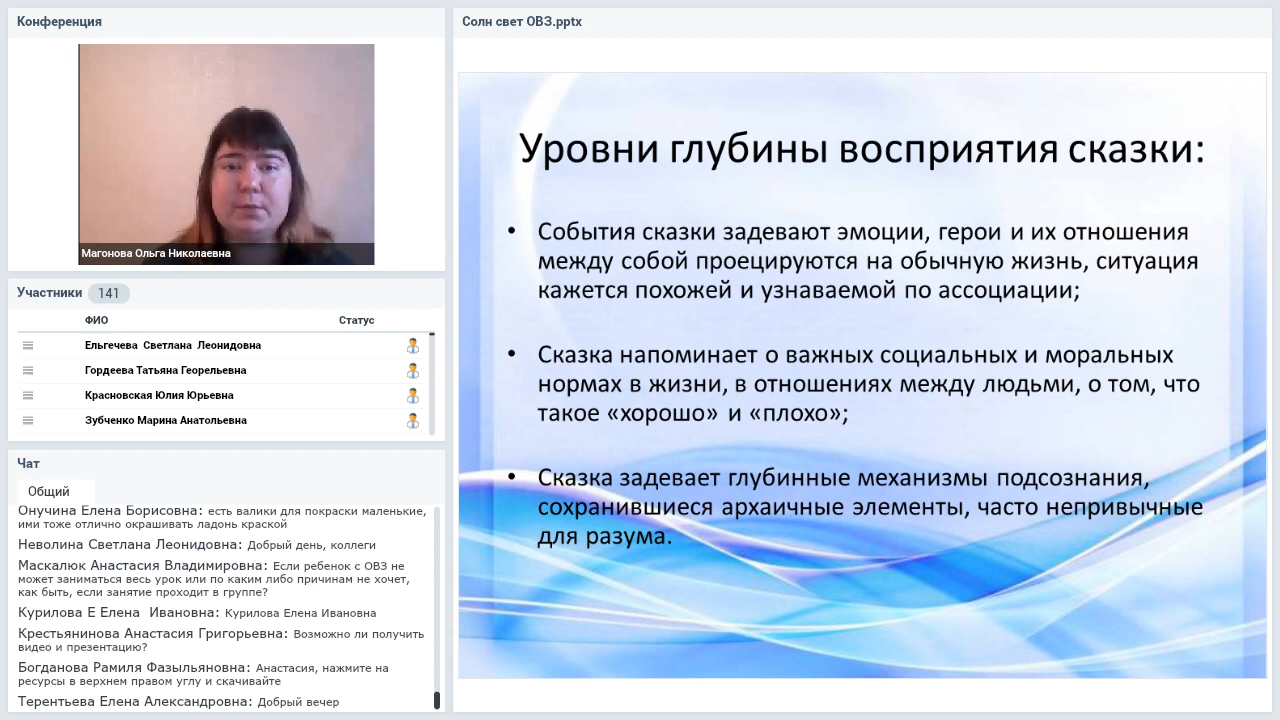 Конференция
Магонова Ольга Николаевна
Участники 141
ФИО Статус
Ельгечева Светлана Леонидовна
Гордеева Татьяна Георельевна
Красновская Юлия Юрьевна
Зубченко Марина Анатольевна
Чат
Общий
Онучина Елена Борисовна: есть валики для покраски маленькие,
ими тоже отлично окрашивать ладонь краской
Неволина Светлана Леонидовна: Добрый день, коллеги
Маскалюк Анастасия Владимировна: Если ребенок с ОВЗ не
может заниматься весь урок или по каким либо причинам не хочет,
как быть, если занятие проходит в группе?
Курилова Е Елена Ивановна: Курилова Елена Ивановна
Крестьянинова Анастасия Григорьевна: Возможно ли получить
видео и презентацию?
Богданова Рамиля Фазыльяновна: Анастасия, нажмите на
ресурсы в верхнем правом углу и скачивайте
Терентьева Елена Александровна: Добрый вечер
Солн свет ОВЗ.pptx
Уровни глубины восприятия сказки:
• События сказки задевают эмоции, герои и их отношения
между собой проецируются на обычную жизнь, ситуация
кажется похожей и узнаваемой по ассоциации;
• Сказка напоминает о важных социальных и моральных
нормах в жизни, в отношениях между людьми, о том, что
такое «хорошо» и «плохо»;
• Сказка задевает глубинные механизмы подсознания,
сохранившиеся архаичные элементы, часто непривычные
для разума.